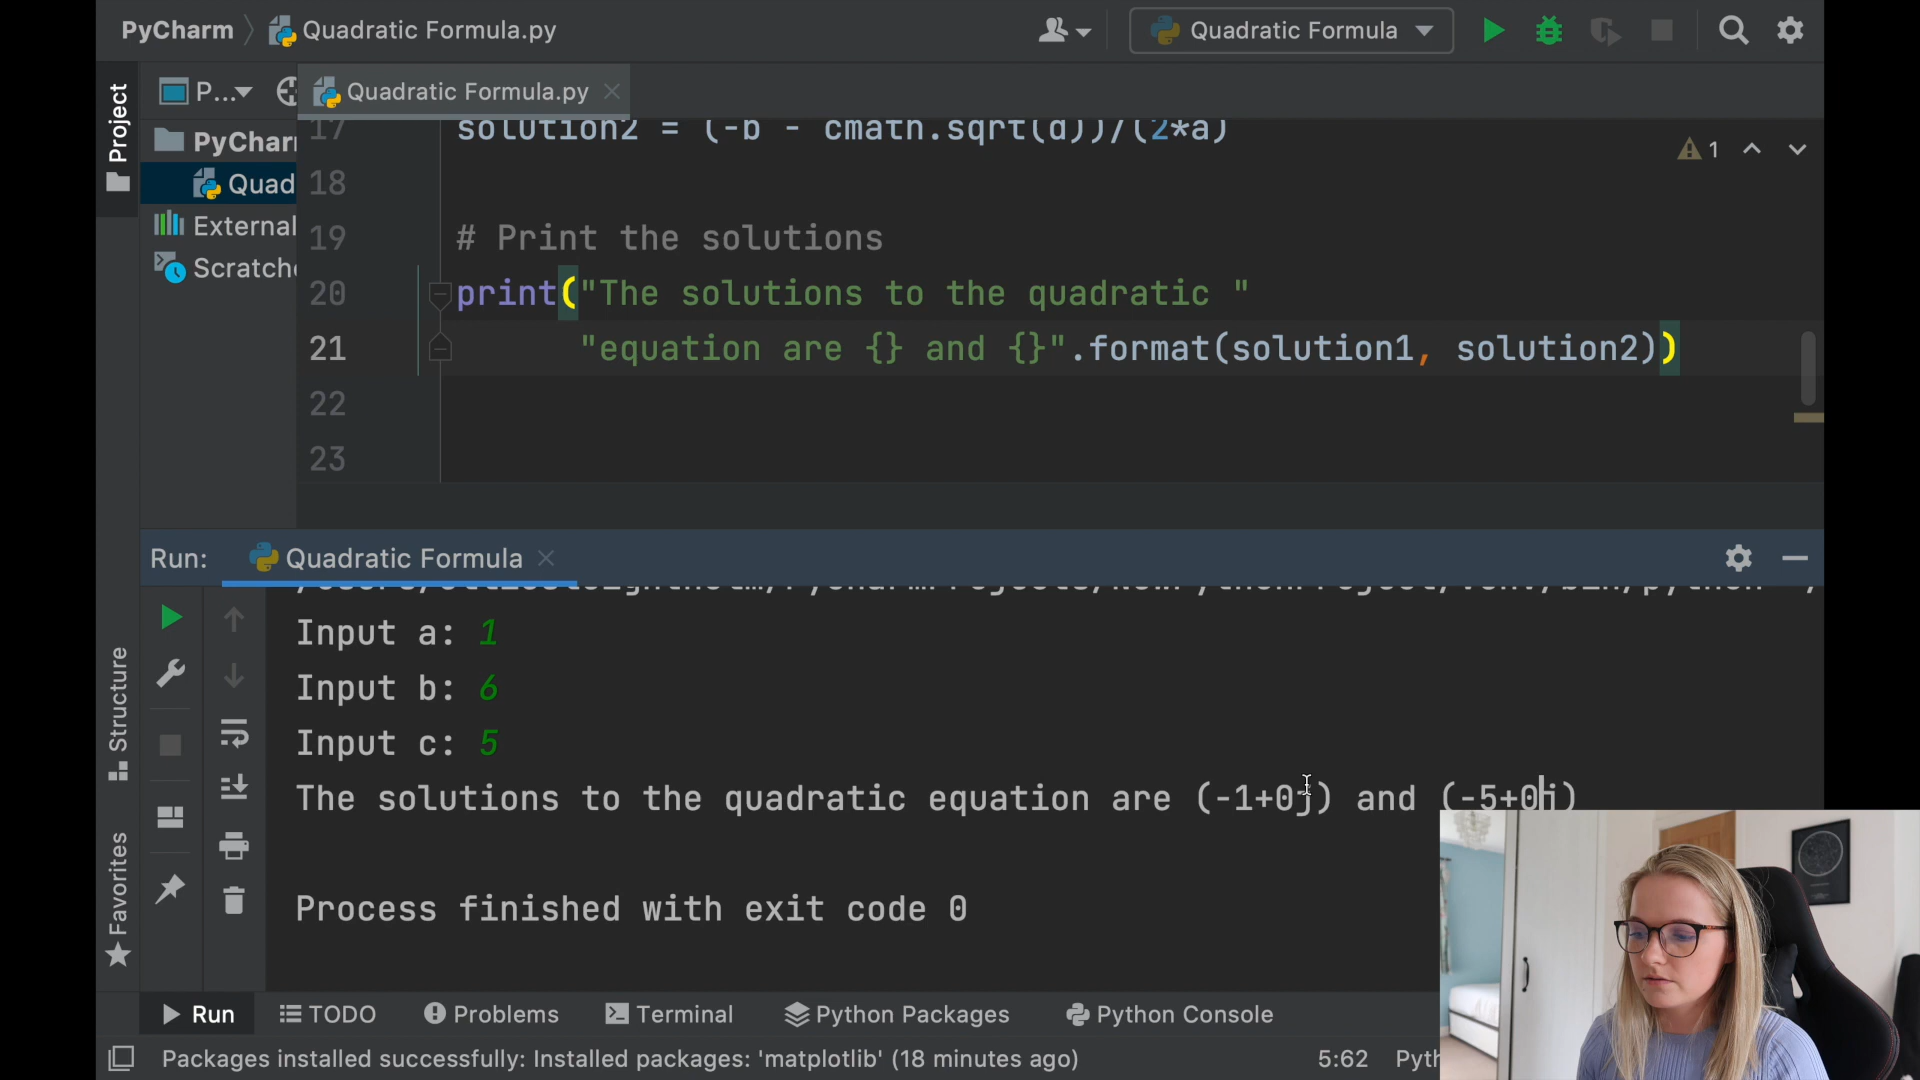 PyCharm Quadratic Formula.py Quadratic Formula
Project P... Quadratic Formula.py
PyChar
Quad
External
Scratche
17 solution2 = (-b - cmath.sqrt(d))/(2*a)
1
18
19 # Print the solutions
20 print("The solutions to the quadratic "
21 "equation are {} and {}".format(solution1, solution2))
22
23
Run: Quadratic Formula
Input a: 1
Input b: 6
Input c: 5
The solutions to the quadratic equation are (-1+0j) and (-5+0j)
Process finished with exit code 0
Structure
Favorites
Run TODO Problems Terminal Python Packages Python Console
Packages installed successfully: Installed packages: 'matplotlib' (18 minutes ago) 5:62 Pyth